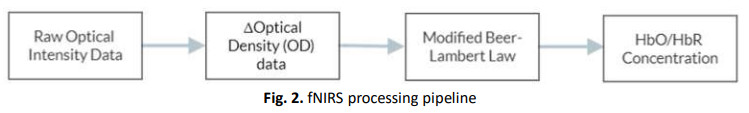 Raw Optical
Intensity Data
ΔOptical
Density (OD)
data
Modified Beer-
Lambert Law
HbO/HbR
Concentration
Fig. 2. fNIRS processing pipeline